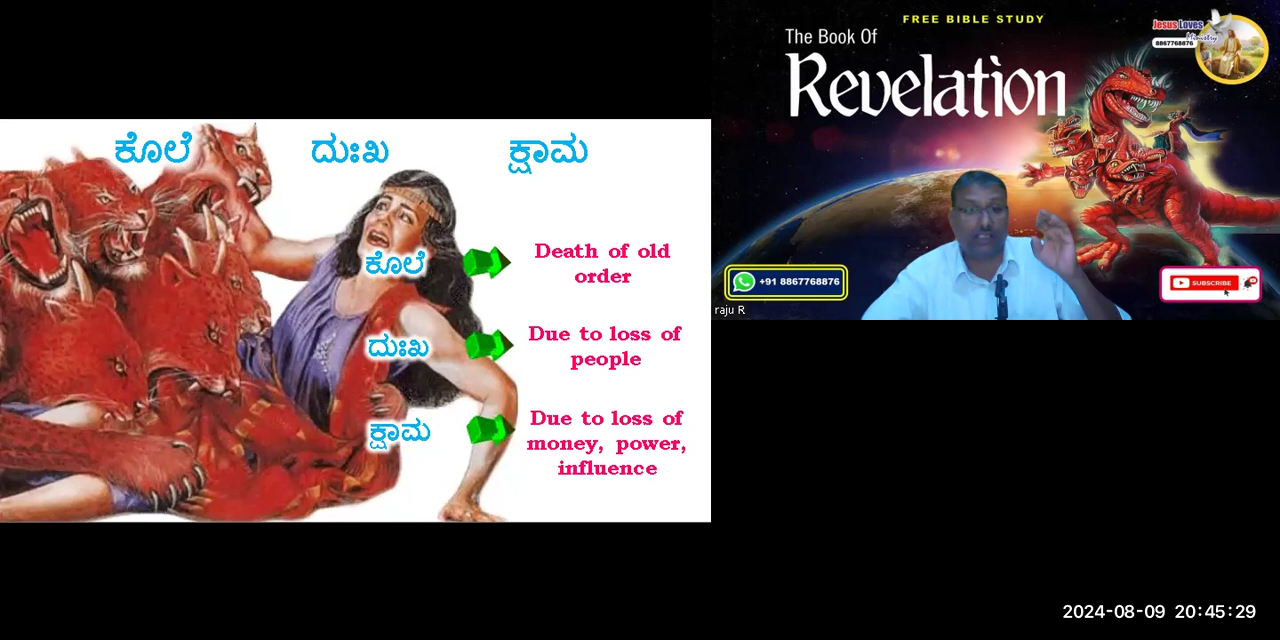 ಕೊಲೆ ದುಃಖ ಕ್ಷಾಮ
ಕೊಲೆ
Death of old
order
ದುಃಖ
Due to loss of
people
ಕ್ಷಾಮ
Due to loss of
money, power,
influence
FREE BIBLE STUDY
The Book Of
Revelation
Jesus Loves
Ministry
8867768876
+91 8867768876
SUBSCRIBE
raju R
2024-08-09 20:45:29